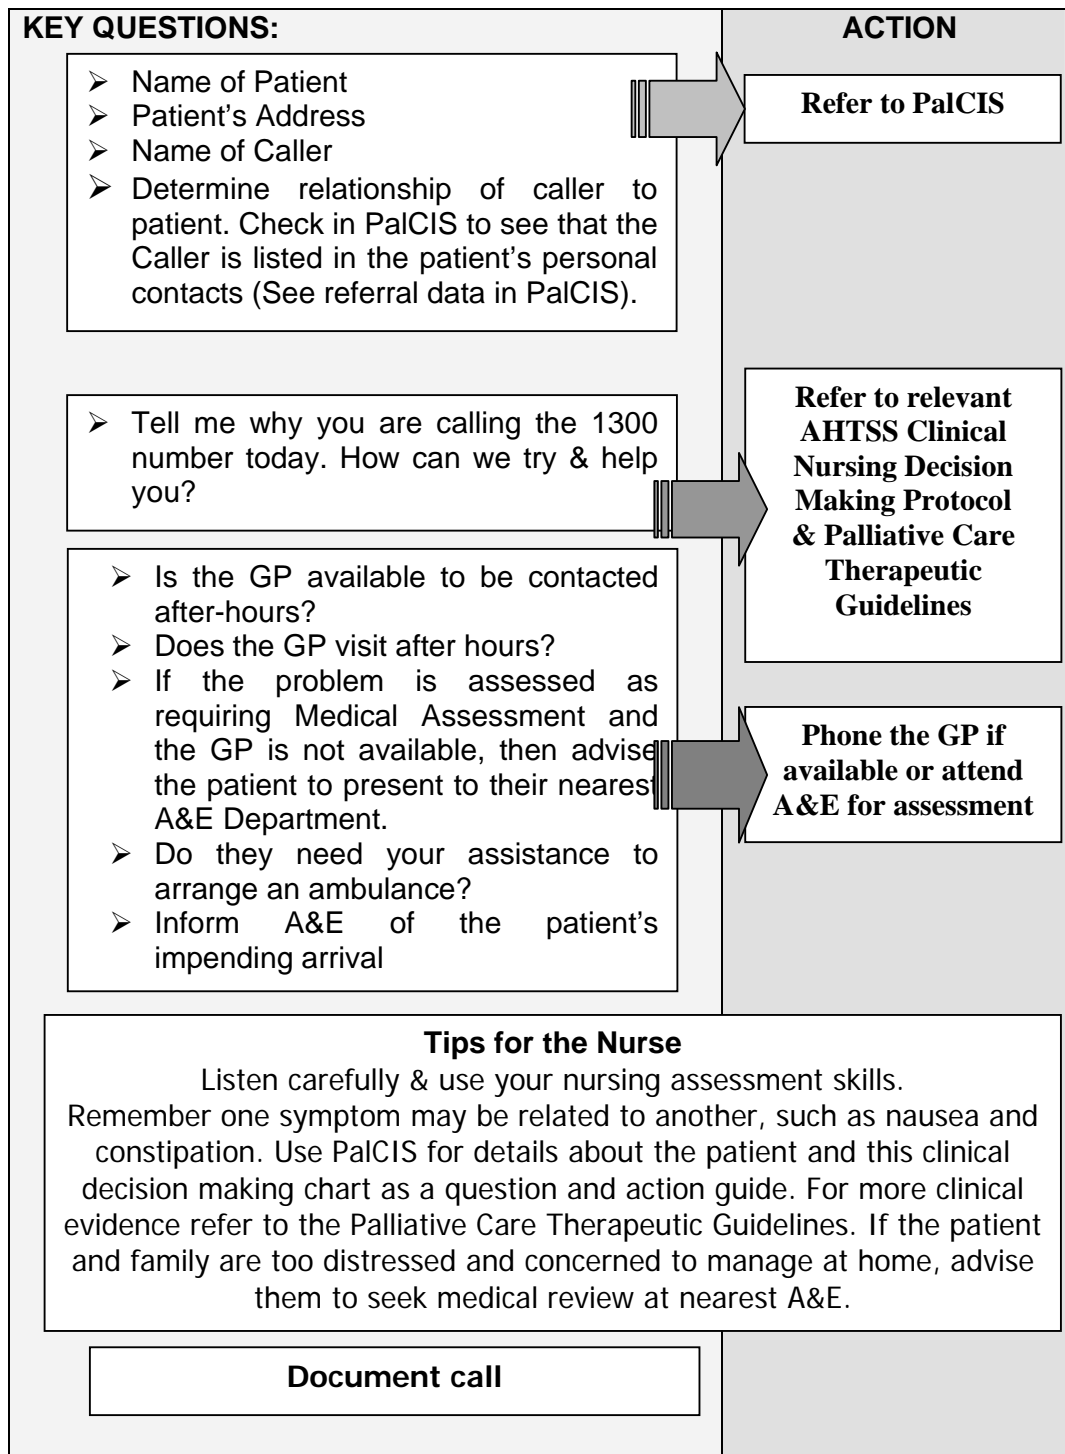 KEY QUESTIONS:
ACTION
➢ Name of Patient
➢ Patient’s Address
➢ Name of Caller
➢ Determine relationship of caller to
patient. Check in PalCIS to see that the
Caller is listed in the patient’s personal
contacts (See referral data in PalCIS).
Refer to PalCIS
➢ Tell me why you are calling the 1300
number today. How can we try & help
you?
Refer to relevant
AHTSS Clinical
Nursing Decision
Making Protocol
& Palliative Care
Therapeutic
Guidelines
➢ Is the GP available to be contacted
after-hours?
➢ Does the GP visit after hours?
➢ If the problem is assessed as
requiring Medical Assessment and
the GP is not available, then advise
the patient to present to their nearest
A&E Department.
➢ Do they need your assistance to
arrange an ambulance?
➢ Inform A&E of the patient’s
impending arrival
Phone the GP if
available or attend
A&E for assessment
Tips for the Nurse
Listen carefully & use your nursing assessment skills.
Remember one symptom may be related to another, such as nausea and
constipation. Use PalCIS for details about the patient and this clinical
decision making chart as a question and action guide. For more clinical
evidence refer to the Palliative Care Therapeutic Guidelines. If the patient
and family are too distressed and concerned to manage at home, advise
them to seek medical review at nearest A&E.
Document call